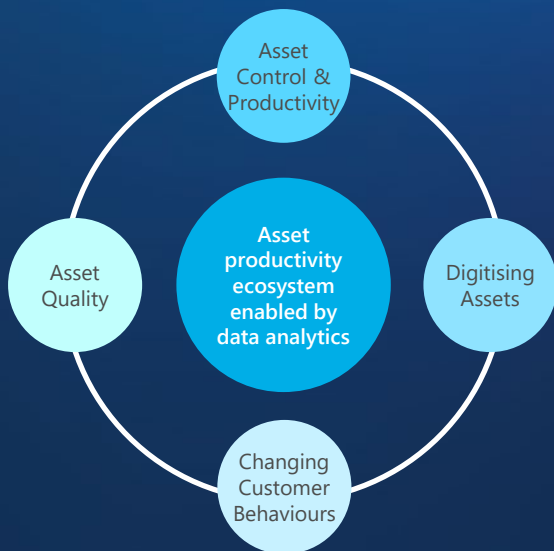 Asset
Control &
Productivity
Asset
Quality
Asset
productivity
ecosystem
enabled by
data analytics
Digitising
Assets
Changing
Customer
Behaviours